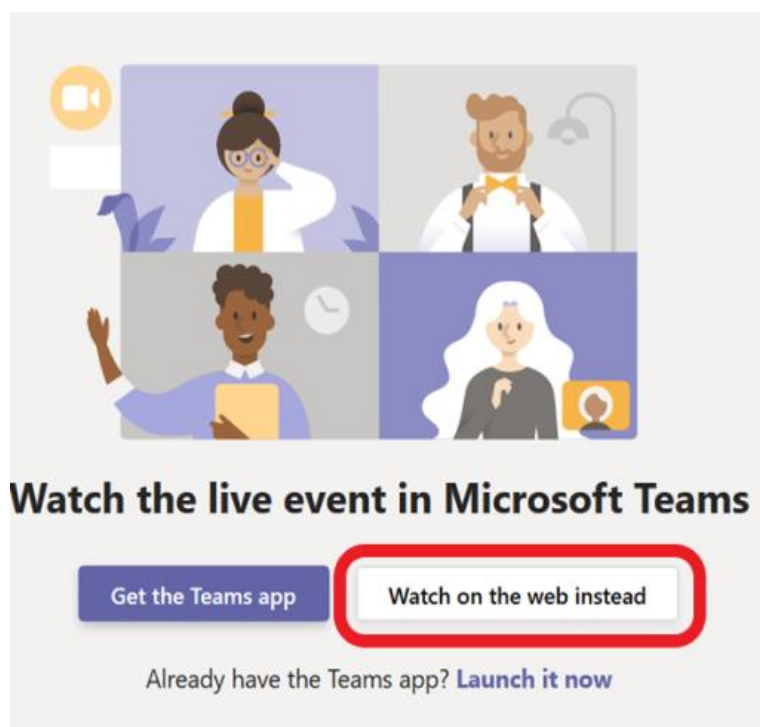 Watch the live event in Microsoft Teams
Get the Teams app
Watch on the web instead
Already have the Teams app? Launch it now